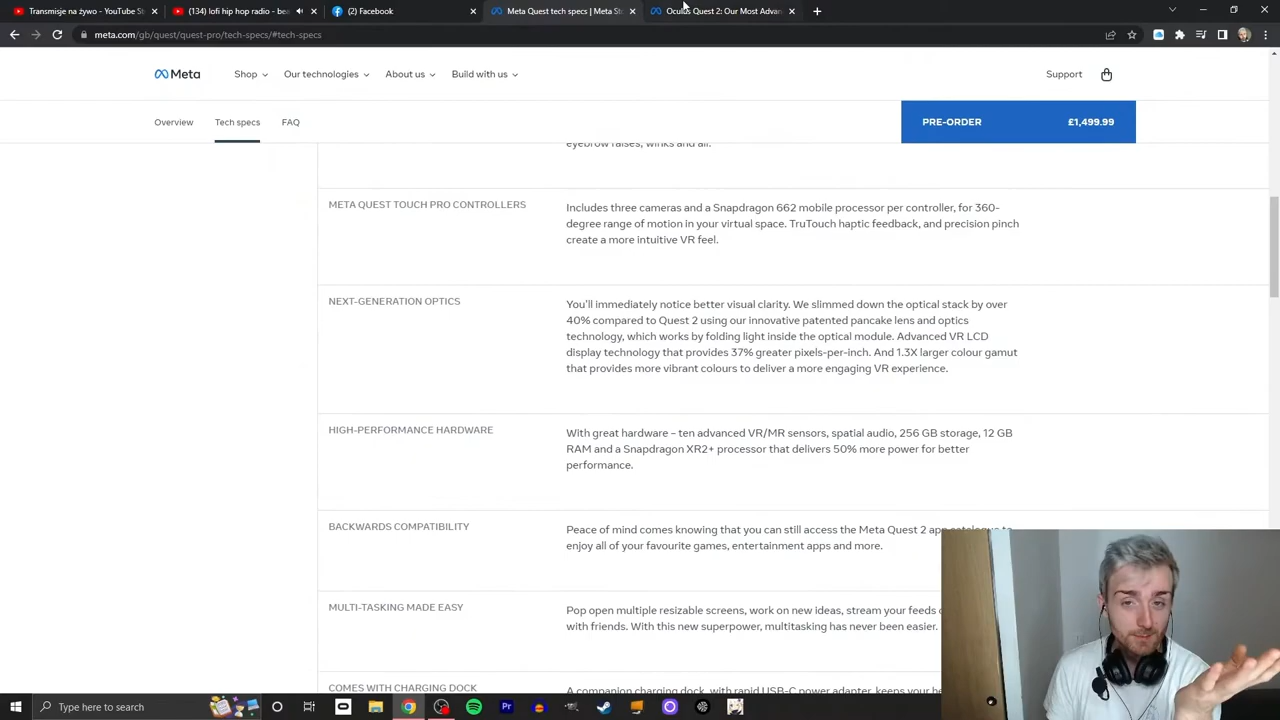 Transmisje na żywo - YouTube St
(134) lofi hip hop radio - bea
(2) Facebook
Meta Quest tech specs | Meta Sto
Oculus Quest 2: Our Most Advan
meta.com/gb/quest/quest-pro/tech-specs/#tech-specs
Meta
Shop
Our technologies
About us
Build with us
Support
Overview
Tech specs
FAQ
PRE-ORDER
£1,499.99
eyebrow raises, winks and all.
META QUEST TOUCH PRO CONTROLLERS
Includes three cameras and a Snapdragon 662 mobile processor per controller, for 360-
degree range of motion in your virtual space. TruTouch haptic feedback, and precision pinch
create a more intuitive VR feel.
NEXT-GENERATION OPTICS
You'll immediately notice better visual clarity. We slimmed down the optical stack by over
40% compared to Quest 2 using our innovative patented pancake lens and optics
technology, which works by folding light inside the optical module. Advanced VR LCD
display technology that provides 37% greater pixels-per-inch. And 1.3X larger colour gamut
that provides more vibrant colours to deliver a more engaging VR experience.
HIGH-PERFORMANCE HARDWARE
With great hardware – ten advanced VR/MR sensors, spatial audio, 256 GB storage, 12 GB
RAM and a Snapdragon XR2+ processor that delivers 50% more power for better
performance.
BACKWARDS COMPATIBILITY
Peace of mind comes knowing that you can still access the Meta Quest 2 app catalogue to
enjoy all of your favourite games, entertainment apps and more.
MULTI-TASKING MADE EASY
Pop open multiple resizable screens, work on new ideas, stream your feeds
with friends. With this new superpower, multitasking has never been easier.
COMES WITH CHARGING DOCK
A companion charging dock, with rapid USB-C power adapter, keeps your
Type here to search